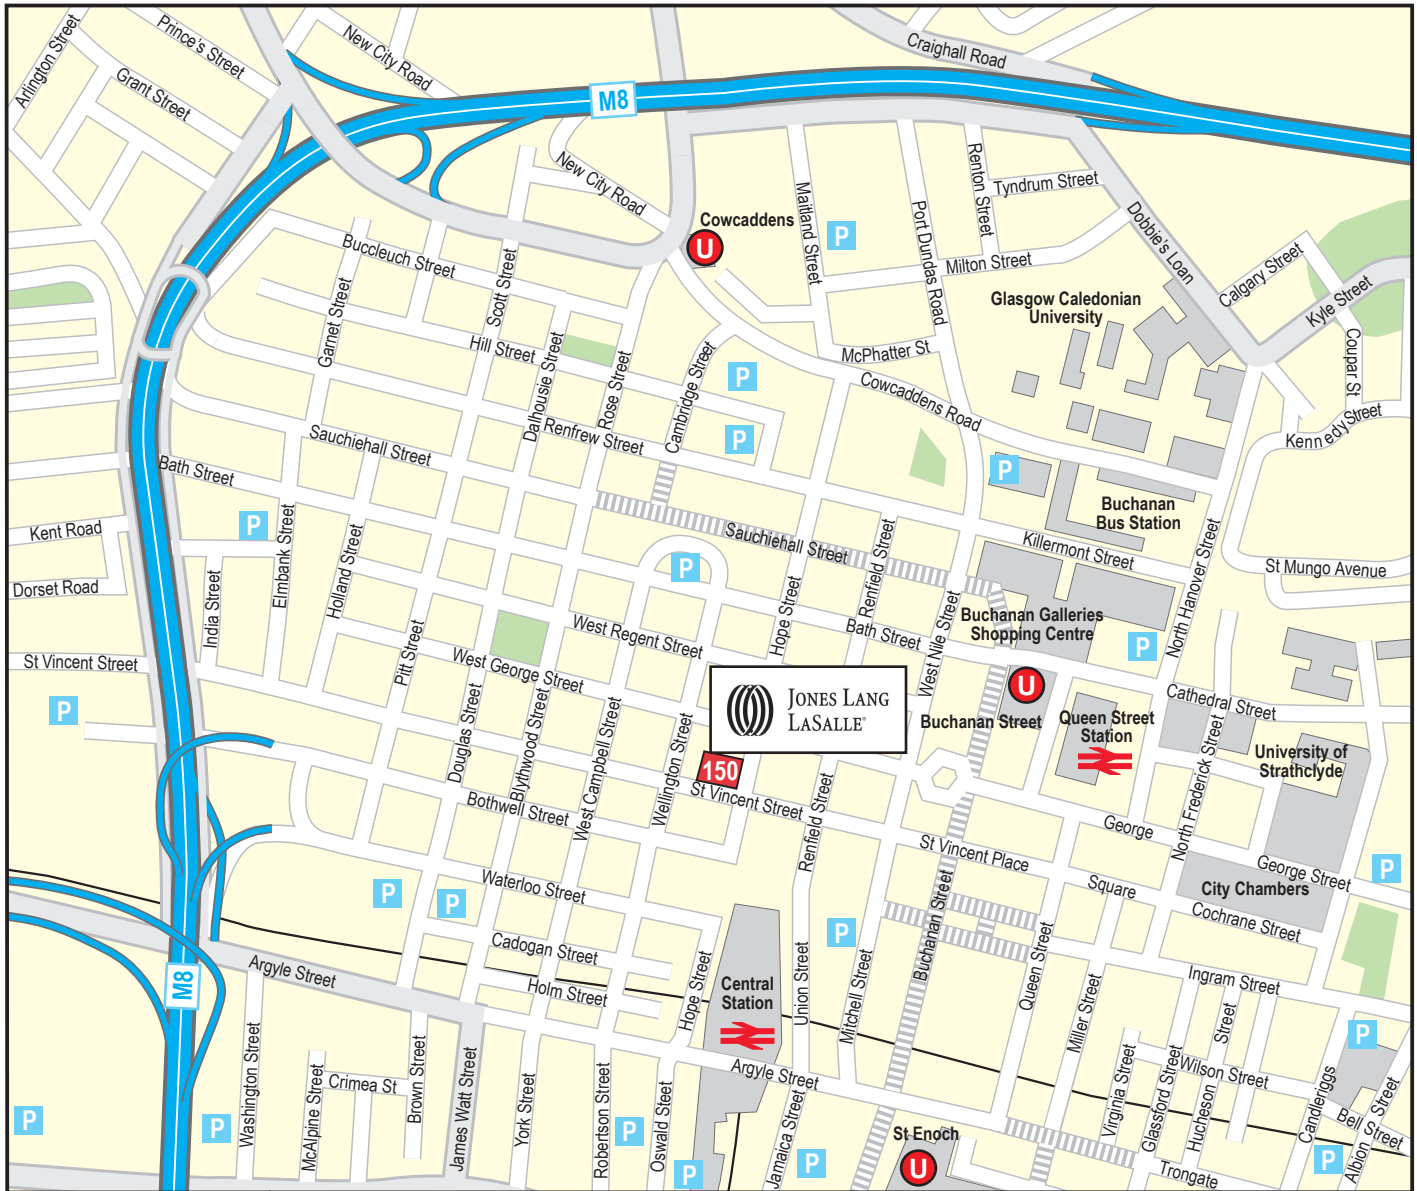 Arlington Street
Prince's Street
New City Road
Grant Street
M8
Craighall Road
New City Road
Cowcaddens
U
Maitland Street
P
Port Dundas Road
Renton Street
Tyndrum Street
Milton Street
Dobbie's Loan
Calgary Street
Kyle Street
Coupar St
Kennedy Street
Buccleuch Street
Scott Street
Garnet Street
Hill Street
Dalhousie Street
Rose Street
Cambridge Street
P
P
McPhatter St
Cowcaddens Road
Glasgow Caledonian
University
Renfrew Street
Sauchiehall Street
Bath Street
P
P
Buchanan
Bus Station
Killermont Street
North Hanover Street
St Mungo Avenue
Kent Road
Dorset Road
St Vincent Street
P
India Street
Elmbank Street
Holland Street
Pitt Street
Sauchiehall Street
P
Hope Street
Renfield Street
Bath Street
West Nile Street
Buchanan Galleries
Shopping Centre
P
West Regent Street
West George Street
Douglas Street
Blythwood Street
West Campbell Street
Wellington Street
JONES LANG
LASALLE®
150
St Vincent Street
Renfield Street
U
Buchanan Street
Queen Street
Station
Cathedral Street
North Frederick Street
University of
Strathclyde
Bothwell Street
Waterloo Street
P
P
Cadogan Street
Holm Street
St Vincent Place
George
Square
George Street
P
City Chambers
Cochrane Street
Ingram Street
M8
Argyle Street
Hope Street
Central
Station
Union Street
P
Mitchell Street
Buchanan Street
Queen Street
Miller Street
Virginia Street
Glassford Street
Hucheson Street
Wilson Street
P
Candleriggs
Bell Street
Albion Street
P
P
Washington Street
McAlpine Street
Crimea St
Brown Street
James Watt Street
York Street
Robertson Street
P
Oswald Steet
P
Argyle Street
Jamaica Street
P
St Enoch
U
Trongate
P